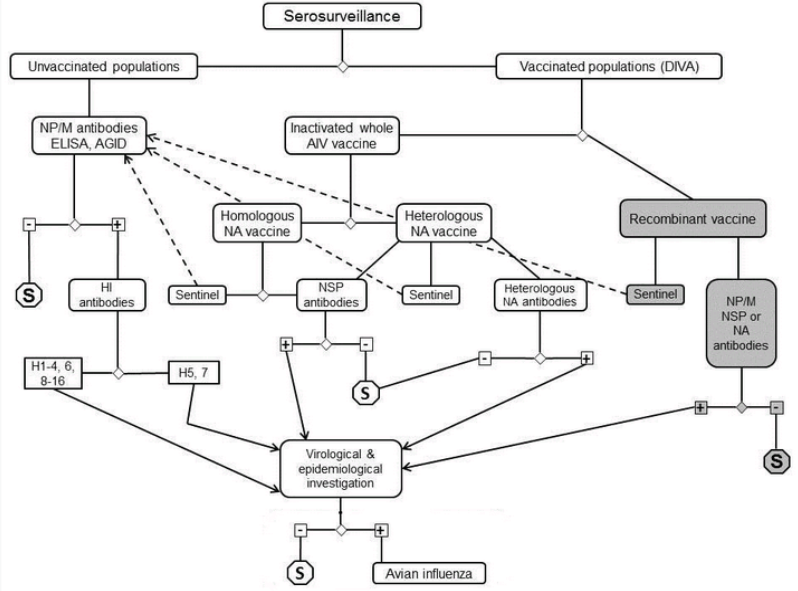 Serosurveillance
Unvaccinated populations
Vaccinated populations (DIVA)
NP/M antibodies
ELISA, AGID
Inactivated whole
AIV vaccine
Homologous
NA vaccine
Heterologous
NA vaccine
Recombinant vaccine
-
+
S
HI
antibodies
Sentinel
NSP
antibodies
Sentinel
Heterologous
NA antibodies
Sentinel
NP/M
NSP or
NA
antibodies
+
-
-
+
H1-4, 6,
8-16
H5, 7
S
+
-
S
Virological &
epidemiological
investigation
-
+
S
Avian influenza